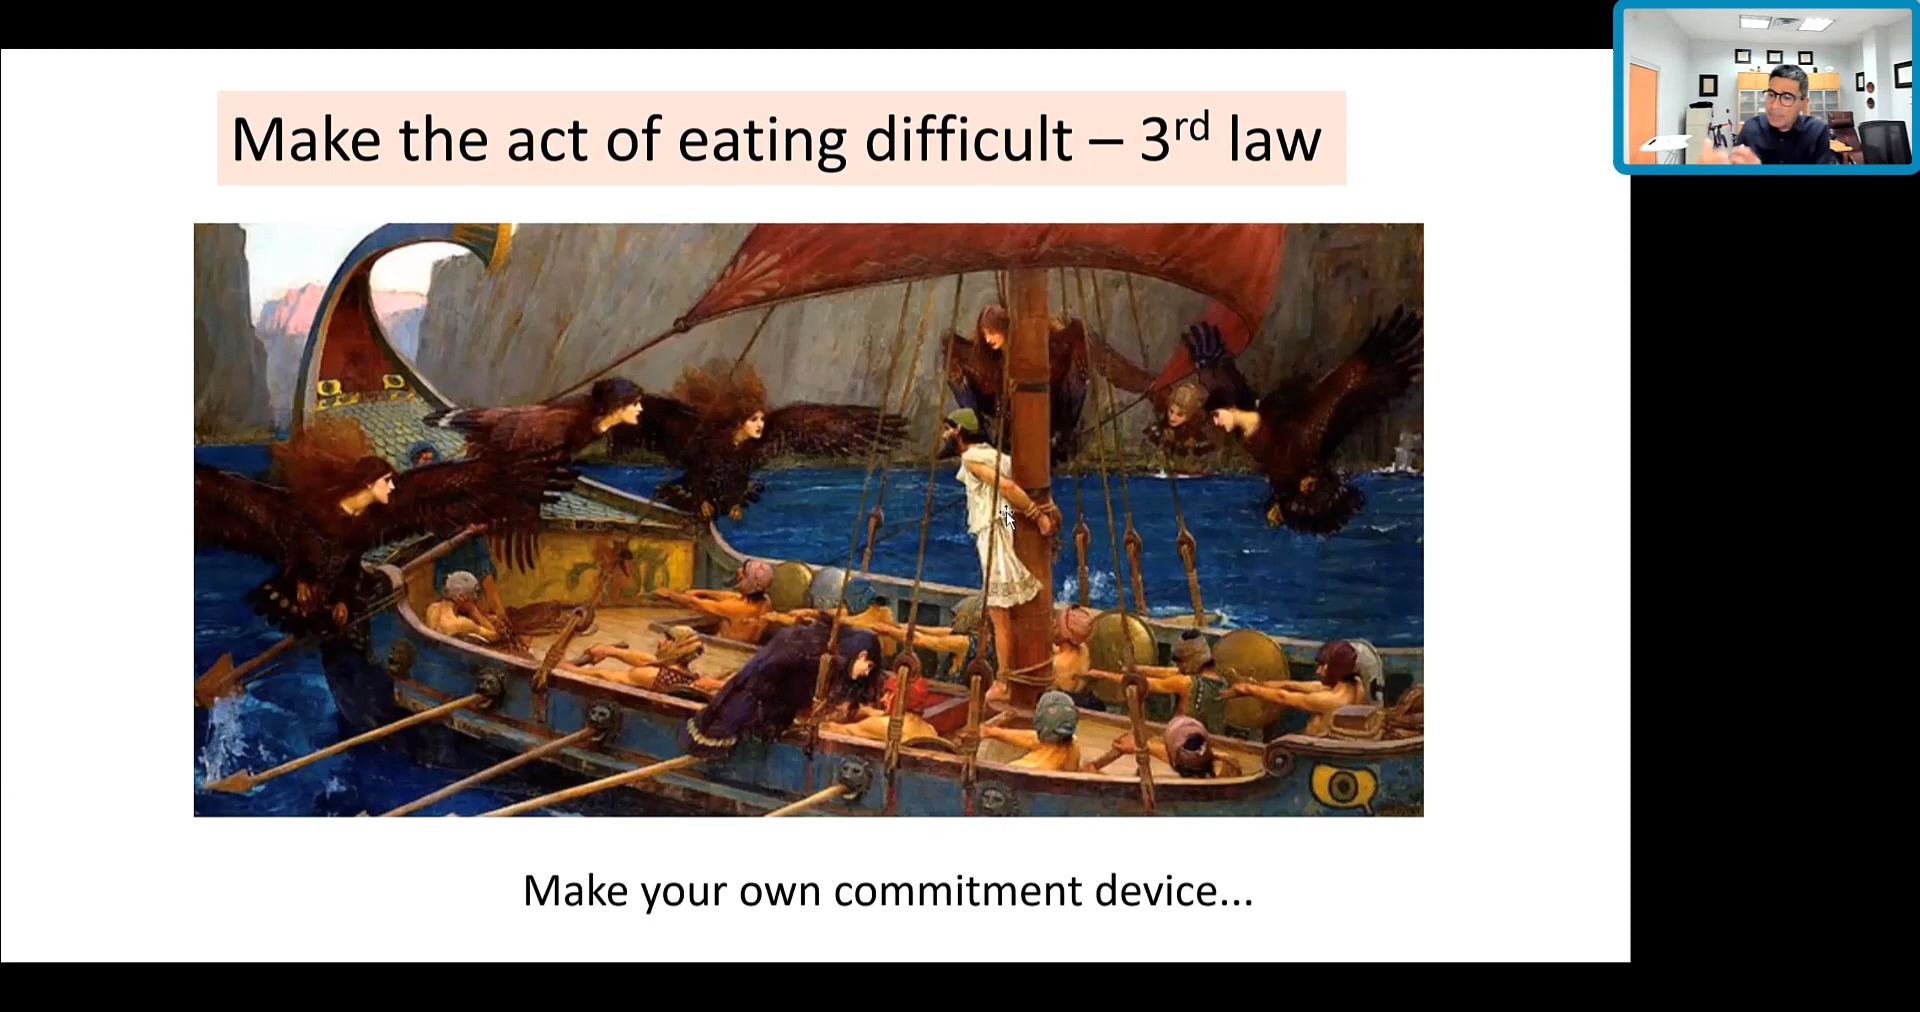 Make the act of eating difficult – 3rd law
Make your own commitment device...